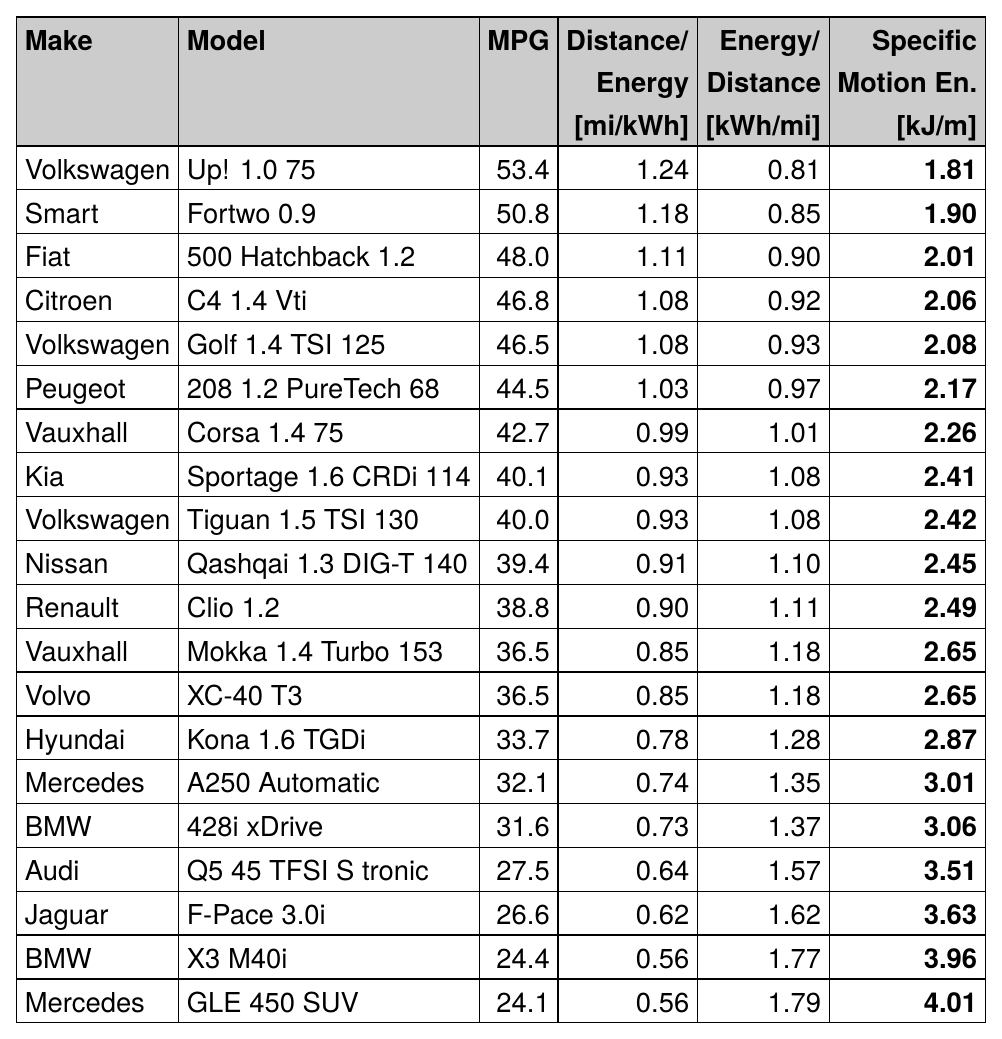 Make Model MPG Distance/ Energy/ Specific
Energy Distance Motion En.
[mi/kWh] [kWh/mi] [kJ/m]
Volkswagen Up! 1.0 75 53.4 1.24 0.81 1.81
Smart Fortwo 0.9 50.8 1.18 0.85 1.90
Fiat 500 Hatchback 1.2 48.0 1.11 0.90 2.01
Citroen C4 1.4 Vti 46.8 1.08 0.92 2.06
Volkswagen Golf 1.4 TSI 125 46.5 1.08 0.93 2.08
Peugeot 208 1.2 PureTech 68 44.5 1.03 0.97 2.17
Vauxhall Corsa 1.4 75 42.7 0.99 1.01 2.26
Kia Sportage 1.6 CRDi 114 40.1 0.93 1.08 2.41
Volkswagen Tiguan 1.5 TSI 130 40.0 0.93 1.08 2.42
Nissan Qashqai 1.3 DIG-T 140 39.4 0.91 1.10 2.45
Renault Clio 1.2 38.8 0.90 1.11 2.49
Vauxhall Mokka 1.4 Turbo 153 36.5 0.85 1.18 2.65
Volvo XC-40 T3 36.5 0.85 1.18 2.65
Hyundai Kona 1.6 TGDi 33.7 0.78 1.28 2.87
Mercedes A250 Automatic 32.1 0.74 1.35 3.01
BMW 428i xDrive 31.6 0.73 1.37 3.06
Audi Q5 45 TFSI S tronic 27.5 0.64 1.57 3.51
Jaguar F-Pace 3.0i 26.6 0.62 1.62 3.63
BMW X3 M40i 24.4 0.56 1.77 3.96
Mercedes GLE 450 SUV 24.1 0.56 1.79 4.01